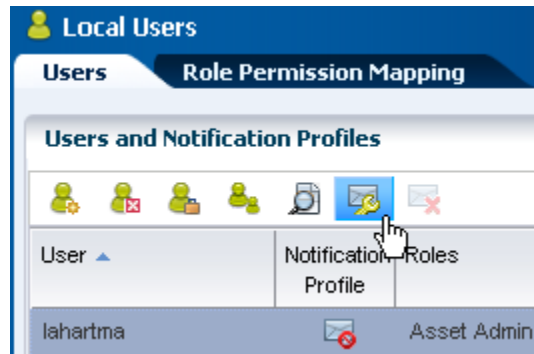 Local Users
Users Role Permission Mapping
Users and Notification Profiles
User Notification Profile Roles
lahartma Asset Admin